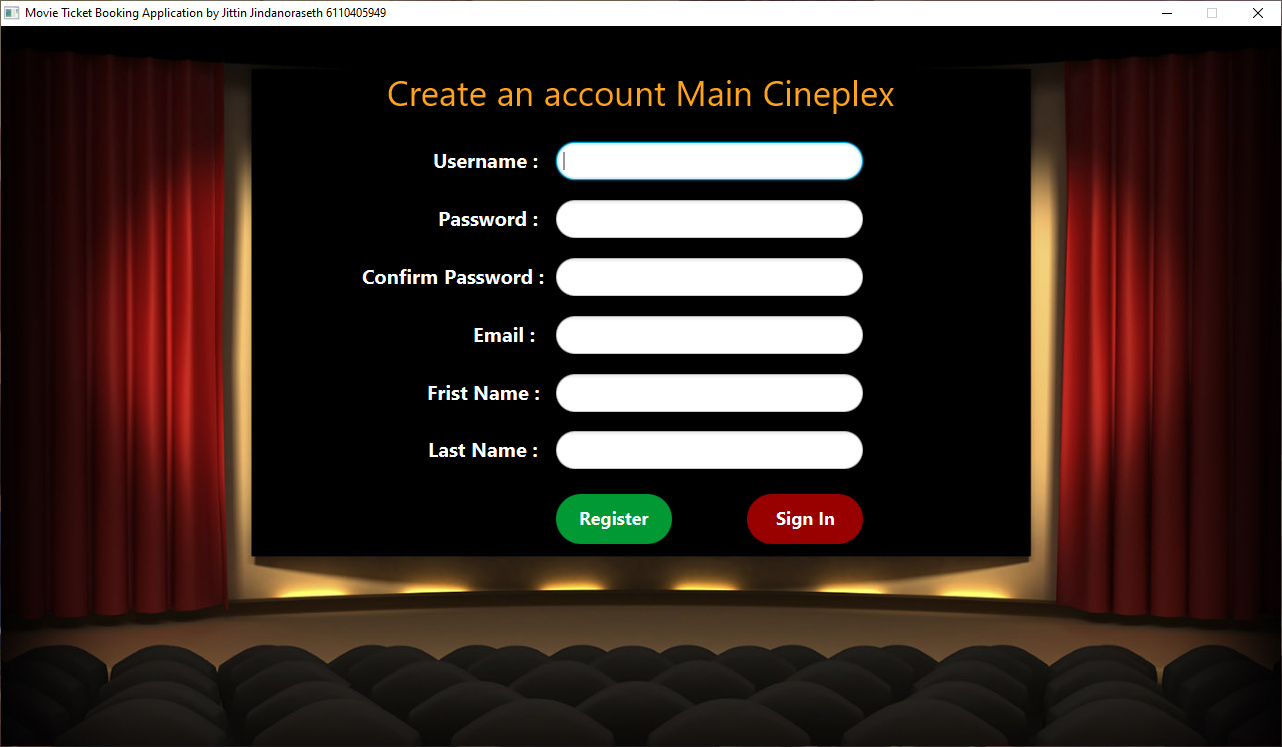 Movie Ticket Booking Application by Jittin Jindanoraseth 6110405949
Create an account Main Cineplex
Username :
Password :
Confirm Password :
Email :
Frist Name :
Last Name :
Register Sign In